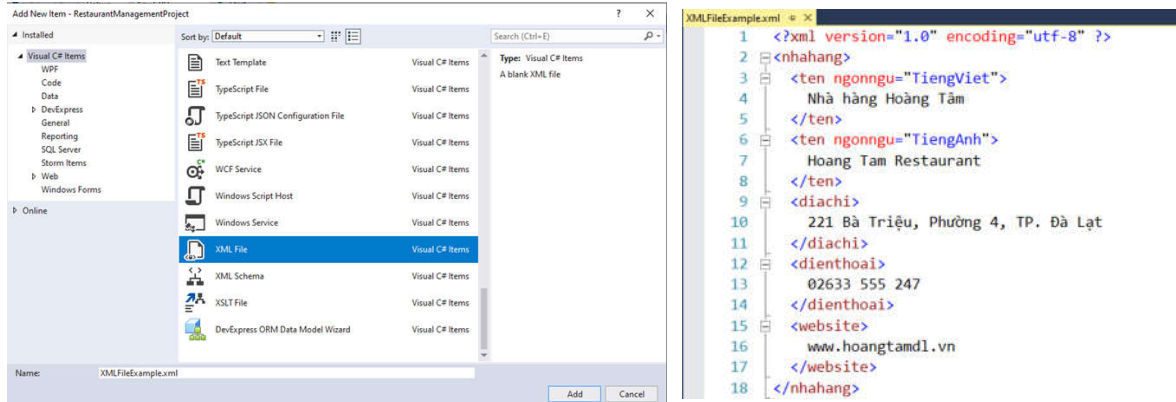 Add New Item - RestaurantManagementProject ? ×
Installed
Sort by: Default
Search (Ctrl+E)
Visual C# Items
WPF
Code
Data
DevExpress
General
Reporting
SQL Server
Storm Items
Web
Windows Forms
Online
Text Template Visual C# Items
TypeScript File Visual C# Items
TypeScript JSON Configuration File Visual C# Items
TypeScript JSX File Visual C# Items
WCF Service Visual C# Items
Windows Script Host Visual C# Items
Windows Service Visual C# Items
XML File Visual C# Items
XML Schema Visual C# Items
XSLT File Visual C# Items
DevExpress ORM Data Model Wizard Visual C# Items
Type: Visual C# Items
A blank XML file
Name: XMLFileExample.xml
Add Cancel
XMLFileExample.xml ×
1 <?xml version="1.0" encoding="utf-8" ?>
2 <nhahang>
3 <ten ngonngu="TiengViet">
4 Nhà hàng Hoàng Tâm
5 </ten>
6 <ten ngonngu="TiengAnh">
7 Hoang Tam Restaurant
8 </ten>
9 <diachi>
10 221 Bà Triệu, Phường 4, TP. Đà Lạt
11 </diachi>
12 <dienthoai>
13 02633 555 247
14 </dienthoai>
15 <website>
16 www.hoangtamdl.vn
17 </website>
18 </nhahang>